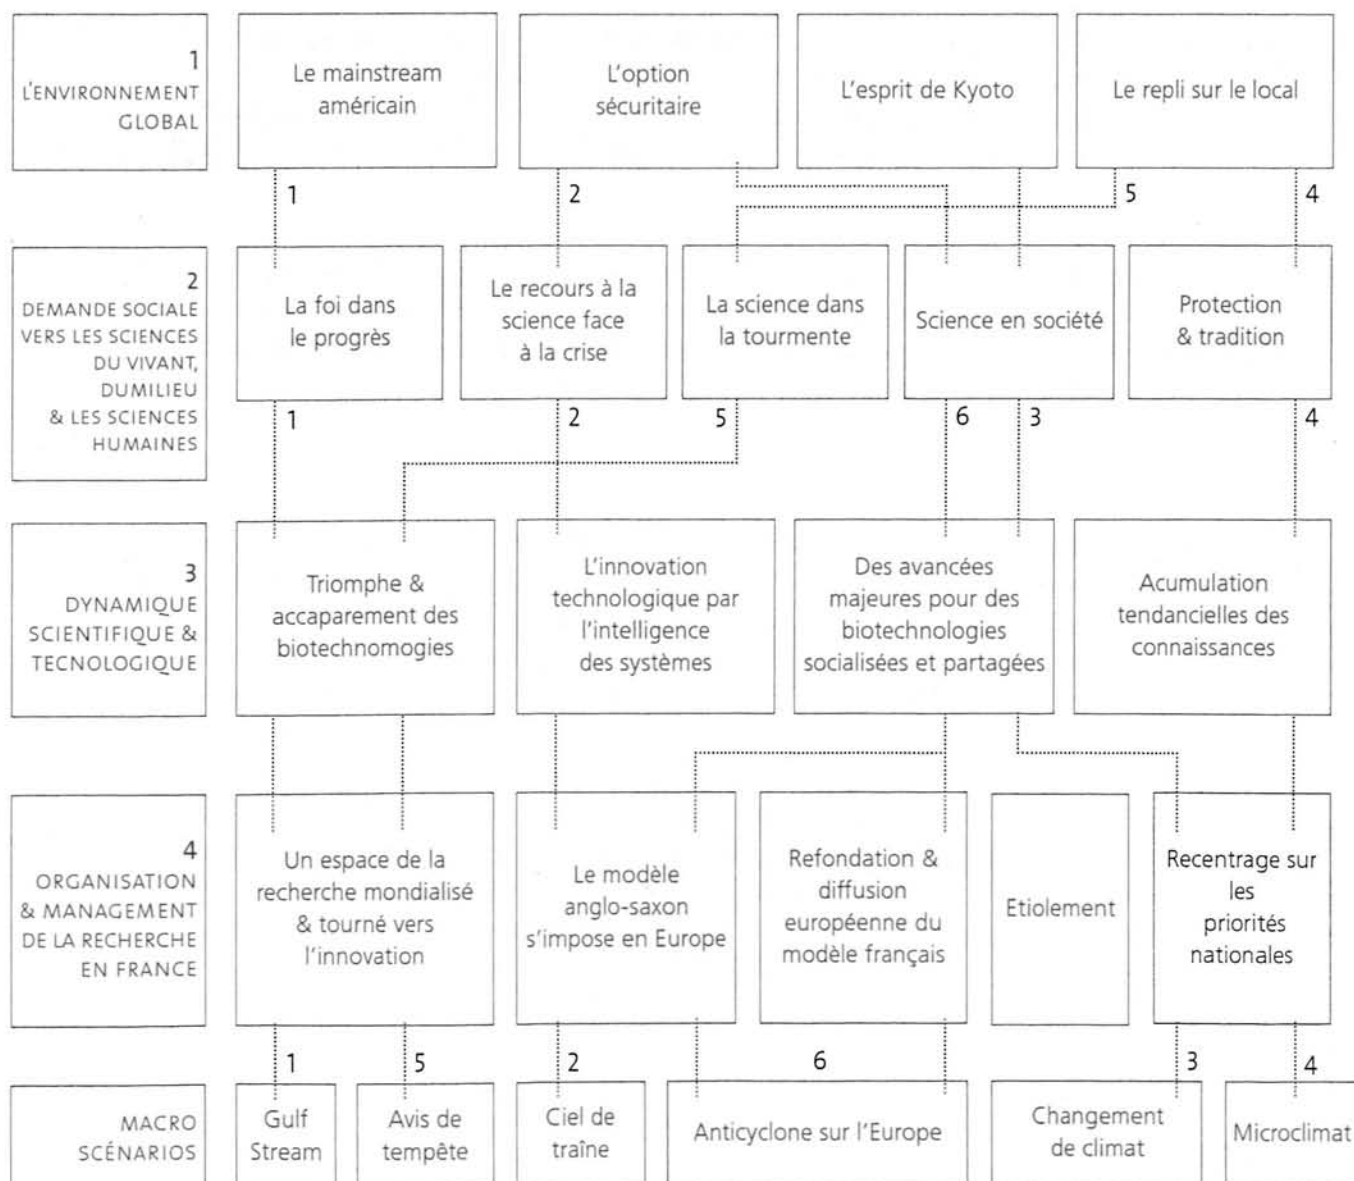 1
L'ENVIRONNEMENT
GLOBAL
Le mainstream
américain
L'option
sécuritaire
L'esprit de Kyoto
Le repli sur le local
1
2
5
4
2
DEMANDE SOCIALE
VERS LES SCIENCES
DU VIVANT,
DUMILIEU
& LES SCIENCES
HUMAINES
La foi dans
le progrès
Le recours à la
science face
à la crise
La science dans
la tourmente
Science en société
Protection
& tradition
1
2
5
6
3
4
3
DYNAMIQUE
SCIENTIFIQUE &
TECNOLOGIQUE
Triomphe &
accaparement des
biotechnomogies
L'innovation
technologique par
l'intelligence
des systèmes
Des avancées
majeures pour des
biotechnologies
socialisées et partagées
Acumulation
tendancielles des
connaissances
4
ORGANISATION
& MANAGEMENT
DE LA RECHERCHE
EN FRANCE
Un espace de la
recherche mondialisé
& tourné vers
l'innovation
Le modèle
anglo-saxon
s'impose en Europe
Refondation &
diffusion
européenne du
modèle français
Etiolement
Recentrage sur
les
priorités
nationales
1
5
2
6
3
4
MACRO
SCÉNARIOS
Gulf
Stream
Avis de
tempête
Ciel de
traîne
Anticyclone sur l'Europe
Changement
de climat
Microclimat